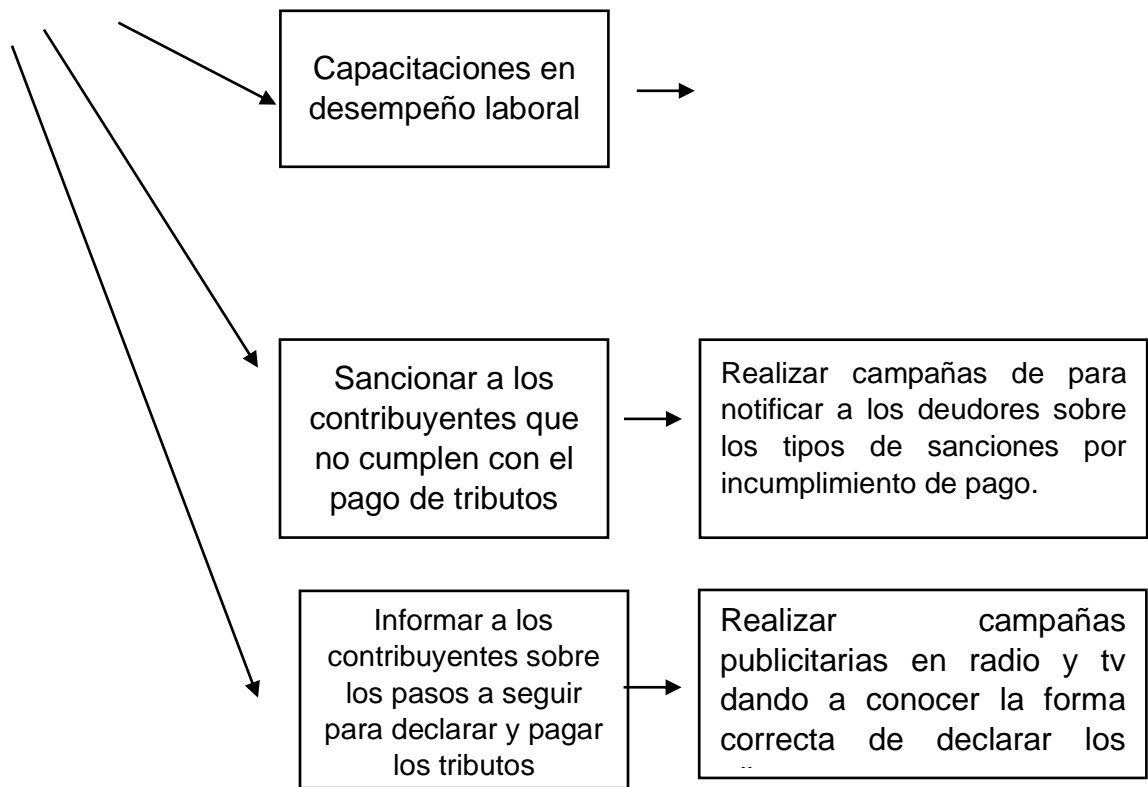 Capacitaciones en
desempeño laboral
Sancionar a los
contribuyentes que
no cumplen con el
pago de tributos
Realizar campañas de para
notificar a los deudores sobre
los tipos de sanciones por
incumplimiento de pago.
Informar a los
contribuyentes sobre
los pasos a seguir
para declarar y pagar
los tributos
Realizar campañas
publicitarias en radio y tv
dando a conocer la forma
correcta de declarar los